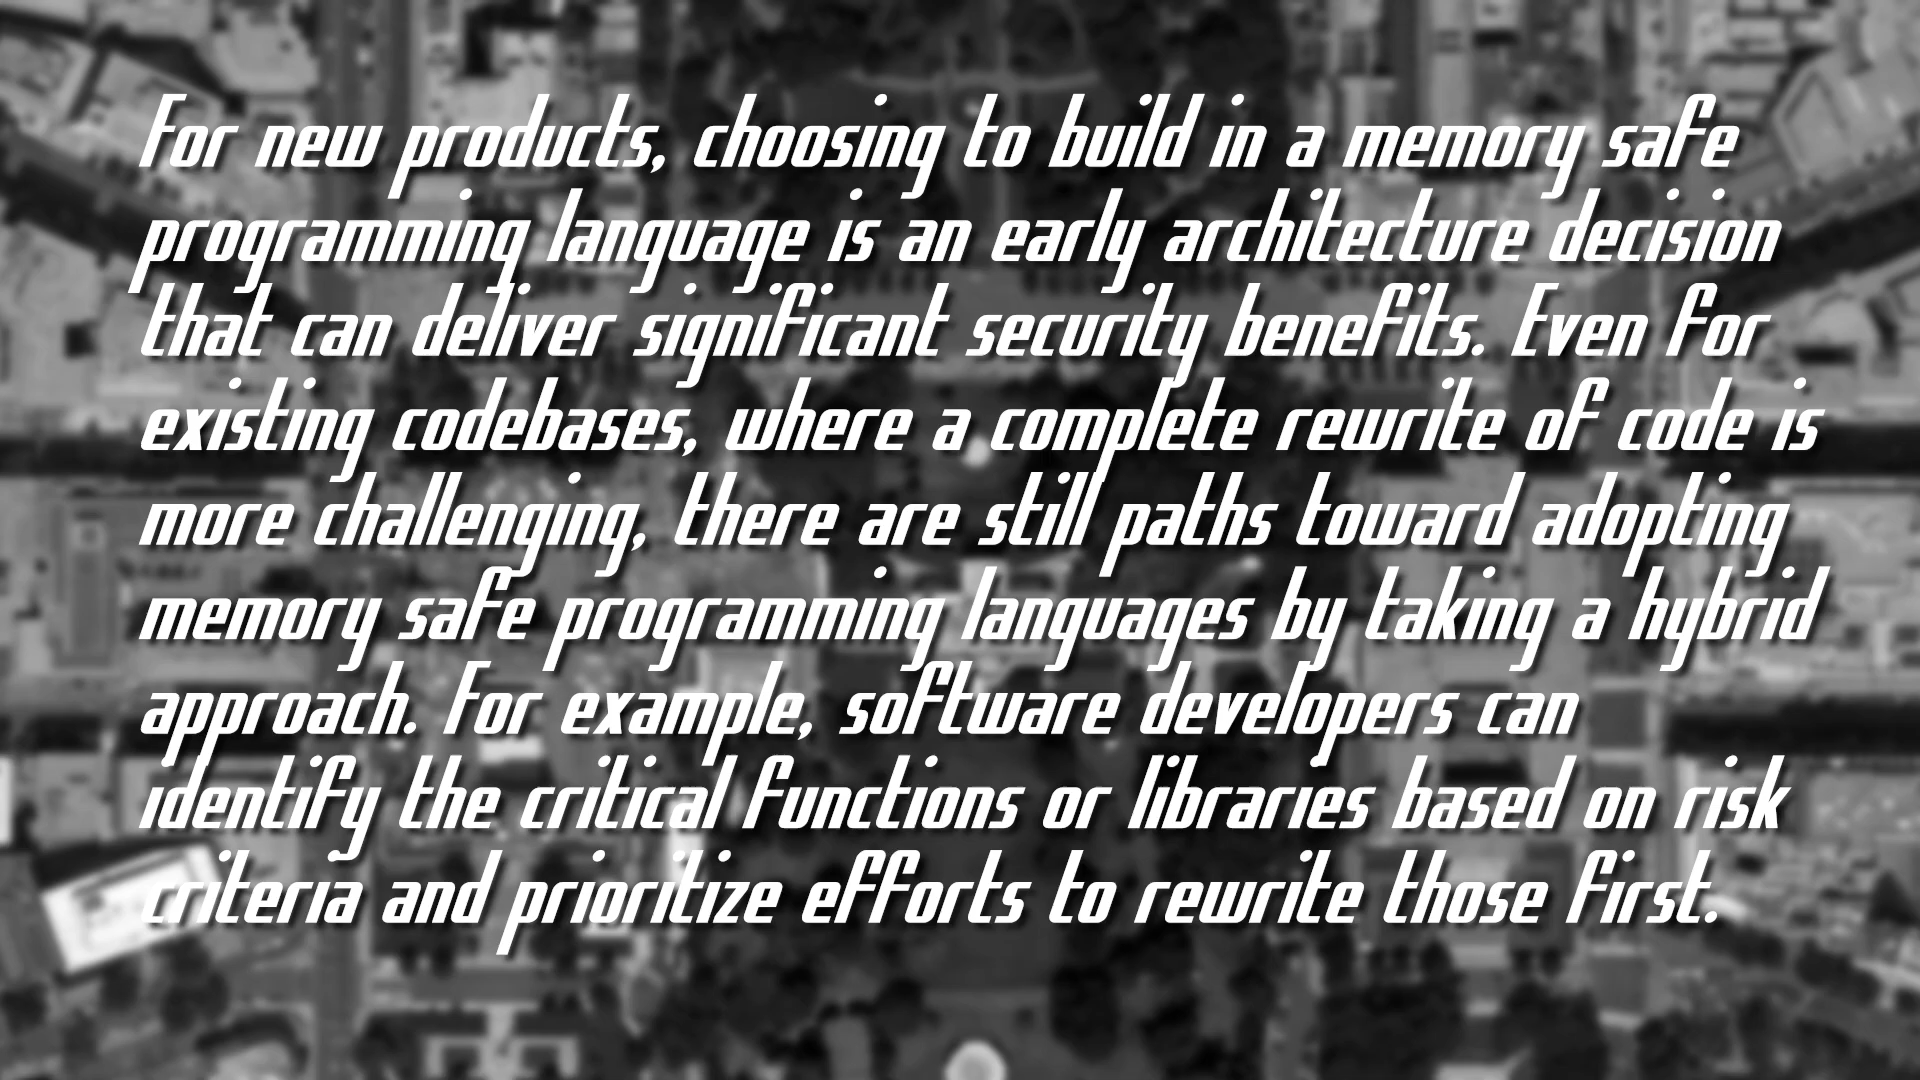 For new products, choosing to build in a memory safe
programming language is an early architecture decision
that can deliver significant security benefits. Even for
existing codebases, where a complete rewrite of code is
more challenging, there are still paths toward adopting
memory safe programming languages by taking a hybrid
approach. For example, software developers can
identify the critical functions or libraries based on risk
criteria and prioritize efforts to rewrite those first.